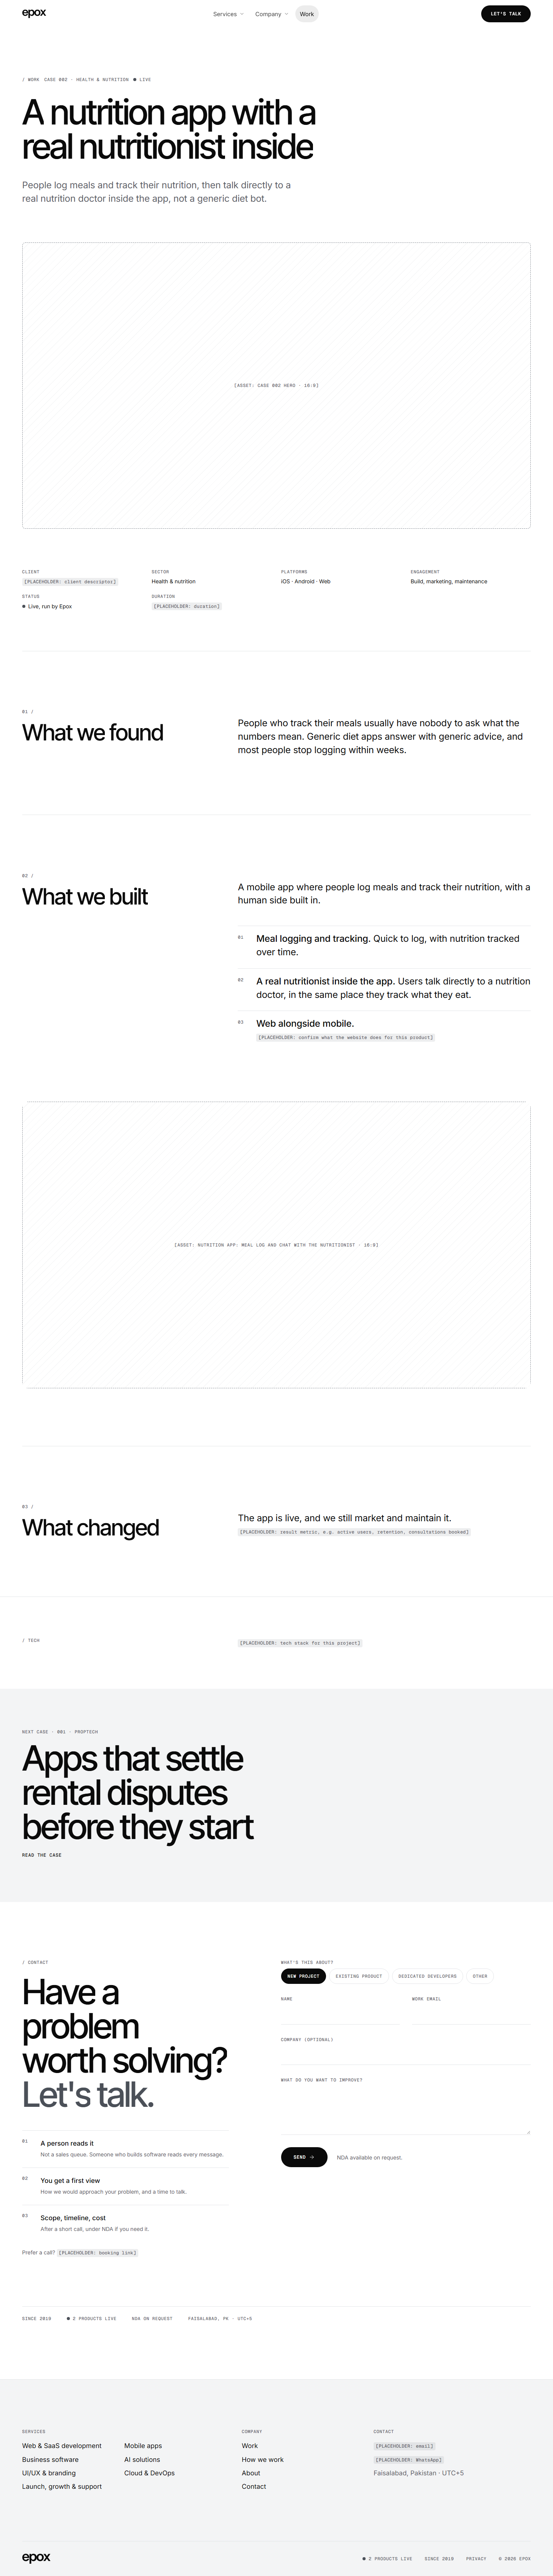 epox
Services
Company
Work
LET'S TALK
/ WORK CASE 002 · HEALTH & NUTRITION ● LIVE
A nutrition app with a
real nutritionist inside
People log meals and track their nutrition, then talk directly to a
real nutrition doctor inside the app, not a generic diet bot.
[ASSET: CASE 002 HERO · 16:9]
CLIENT
[PLACEHOLDER: client descriptor]
SECTOR
Health & nutrition
PLATFORMS
iOS · Android · Web
ENGAGEMENT
Build, marketing, maintenance
STATUS
● Live, run by Epox
DURATION
[PLACEHOLDER: duration]
01 /
What we found
People who track their meals usually have nobody to ask what the
numbers mean. Generic diet apps answer with generic advice, and
most people stop logging within weeks.
02 /
What we built
A mobile app where people log meals and track their nutrition, with a
human side built in.
01
Meal logging and tracking. Quick to log, with nutrition tracked
over time.
02
A real nutritionist inside the app. Users talk directly to a nutrition
doctor, in the same place they track what they eat.
03
Web alongside mobile.
[PLACEHOLDER: confirm what the website does for this product]
[ASSET: NUTRITION APP: MEAL LOG AND CHAT WITH THE NUTRITIONIST · 16:9]
03 /
What changed
The app is live, and we still market and maintain it.
[PLACEHOLDER: result metric, e.g. active users, retention, consultations booked]
/ TECH
[PLACEHOLDER: tech stack for this project]
NEXT CASE · 001 · PROPTECH
Apps that settle
rental disputes
before they start
READ THE CASE
/ CONTACT
Have a
problem
worth solving?
Let's talk.
01
A person reads it
Not a sales queue. Someone who builds software reads every message.
02
You get a first view
How we would approach your problem, and a time to talk.
03
Scope, timeline, cost
After a short call, under NDA if you need it.
Prefer a call? [PLACEHOLDER: booking link]
WHAT'S THIS ABOUT?
NEW PROJECT
EXISTING PRODUCT
DEDICATED DEVELOPERS
OTHER
NAME
WORK EMAIL
COMPANY (OPTIONAL)
WHAT DO YOU WANT TO IMPROVE?
SEND →
NDA available on request.
SINCE 2019
● 2 PRODUCTS LIVE
NDA ON REQUEST
FAISALABAD, PK · UTC+5
SERVICES
Web & SaaS development
Business software
UI/UX & branding
Launch, growth & support
Mobile apps
AI solutions
Cloud & DevOps
COMPANY
Work
How we work
About
Contact
CONTACT
[PLACEHOLDER: email]
[PLACEHOLDER: WhatsApp]
Faisalabad, Pakistan · UTC+5
epox
● 2 PRODUCTS LIVE
SINCE 2019
PRIVACY
© 2026 EPOX